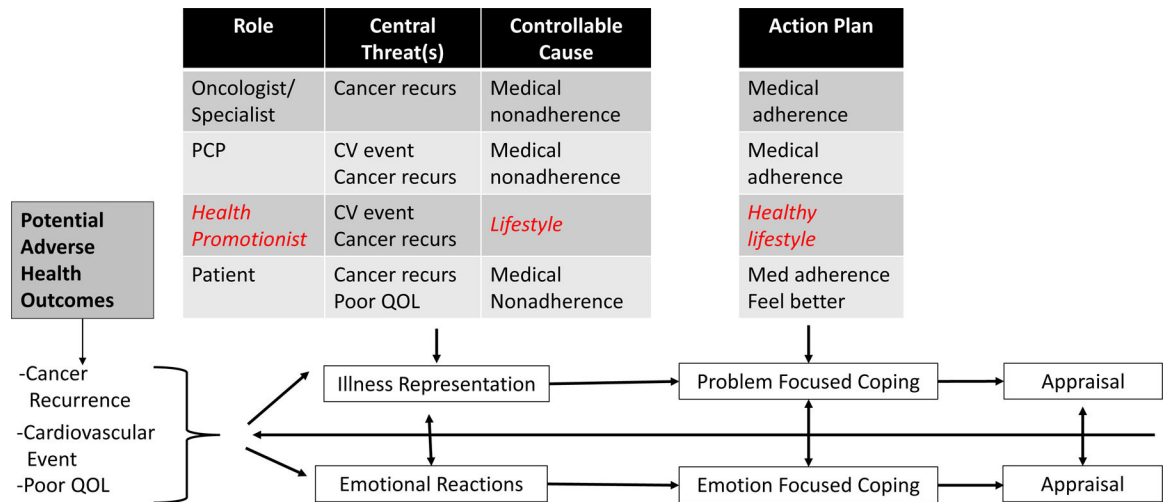 Role
Central
Threat(s)
Controllable
Cause
Action Plan
Oncologist/
Specialist
Cancer recurs
Medical
nonadherence
Medical
adherence
PCP
CV event
Cancer recurs
Medical
nonadherence
Medical
adherence
Health
Promotionist
CV event
Cancer recurs
Lifestyle
Healthy
lifestyle
Patient
Cancer recurs
Poor QOL
Medical
Nonadherence
Med adherence
Feel better
Potential
Adverse
Health
Outcomes
-Cancer
Recurrence
-Cardiovascular
Event
-Poor QOL
Illness Representation
Problem Focused Coping
Appraisal
Emotional Reactions
Emotion Focused Coping
Appraisal